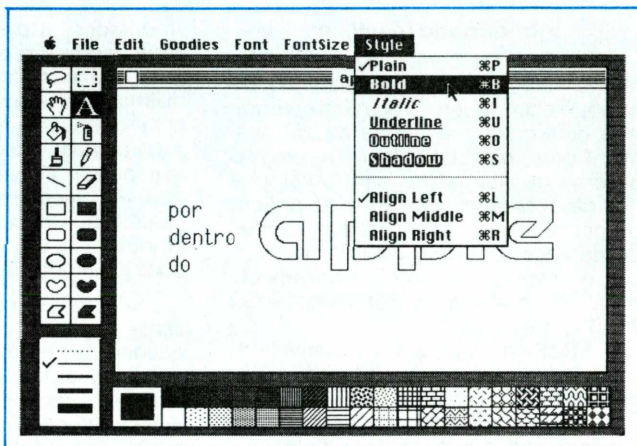 File Edit Goodies Font FontSize Style
ap
✓Plain ⌘P
Bold ⌘B
Italic ⌘I
Underline ⌘U
Outline ⌘O
Shadow ⌘S
✓Align Left ⌘L
Align Middle ⌘M
Align Right ⌘R
A
por
dentro
do
apple